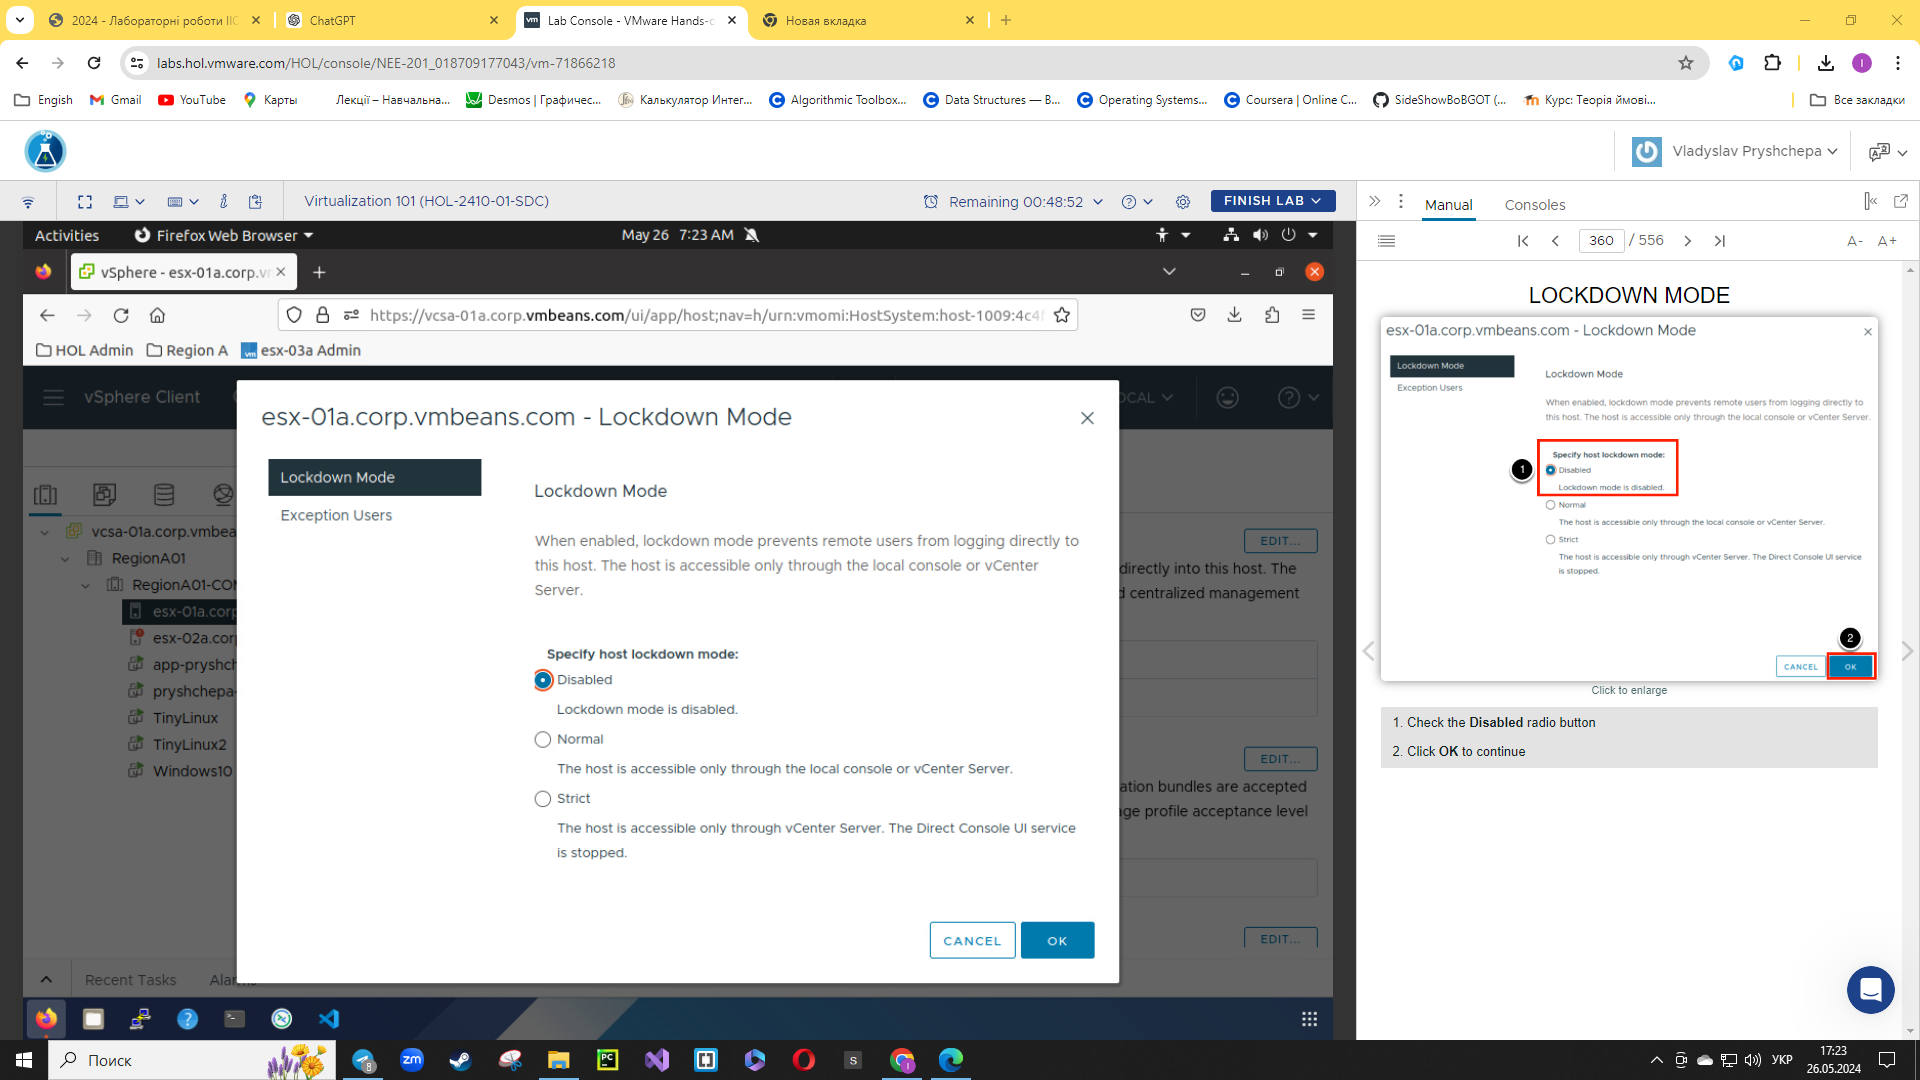 2024 - Лабораторні роботи ІІС
ChatGPT
Lab Console - VMware Hands-o
Новая вкладка
labs.hol.vmware.com/HOL/console/NEE-201_018709177043/vm-71866218
Engish
Gmail
YouTube
Карты
Лекції – Навчальна...
Desmos | Графичес...
Калькулятор Интег...
Algorithmic Toolbox...
Data Structures — В...
Operating Systems...
Coursera | Online C...
SideShowBoBGOT (...
Курс: Теорія ймові...
Все закладки
Vladyslav Pryshchepa
Virtualization 101 (HOL-2410-01-SDC)
Remaining 00:48:52
FINISH LAB
Manual
Consoles
Activities
Firefox Web Browser
May 26 7:23 AM
360 / 556
A- A+
vSphere - esx-01a.corp.vm
https://vcsa-01a.corp.vmbeans.com/ui/app/host;nav=h/urn:vmomi:HostSystem:host-1009:4c4f
HOL Admin
Region A
esx-03a Admin
vSphere Client
OCAL
esx-01a.corp.vmbeans.com - Lockdown Mode
Lockdown Mode
Exception Users
Lockdown Mode
When enabled, lockdown mode prevents remote users from logging directly to
this host. The host is accessible only through the local console or vCenter
Server.
Specify host lockdown mode:
Disabled
Lockdown mode is disabled.
Normal
The host is accessible only through the local console or vCenter Server.
Strict
The host is accessible only through vCenter Server. The Direct Console UI service
is stopped.
CANCEL
OK
vcsa-01a.corp.vmbea
RegionA01
RegionA01-COM
esx-01a.corp
esx-02a.corp
app-pryshch
pryshchepa-
TinyLinux
TinyLinux2
Windows10
EDIT...
directly into this host. The
d centralized management
EDIT...
ation bundles are accepted
age profile acceptance level
EDIT...
Recent Tasks
Alarms
LOCKDOWN MODE
esx-01a.corp.vmbeans.com - Lockdown Mode
Lockdown Mode
Exception Users
Lockdown Mode
When enabled, lockdown mode prevents remote users from logging directly to
this host. The host is accessible only through the local console or vCenter Server.
1
Specify host lockdown mode:
Disabled
Lockdown mode is disabled.
Normal
The host is accessible only through the local console or vCenter Server.
Strict
The host is accessible only through vCenter Server. The Direct Console UI service
is stopped.
2
CANCEL
OK
Click to enlarge
1. Check the Disabled radio button
2. Click OK to continue
Поиск
УКР
17:23
26.05.2024